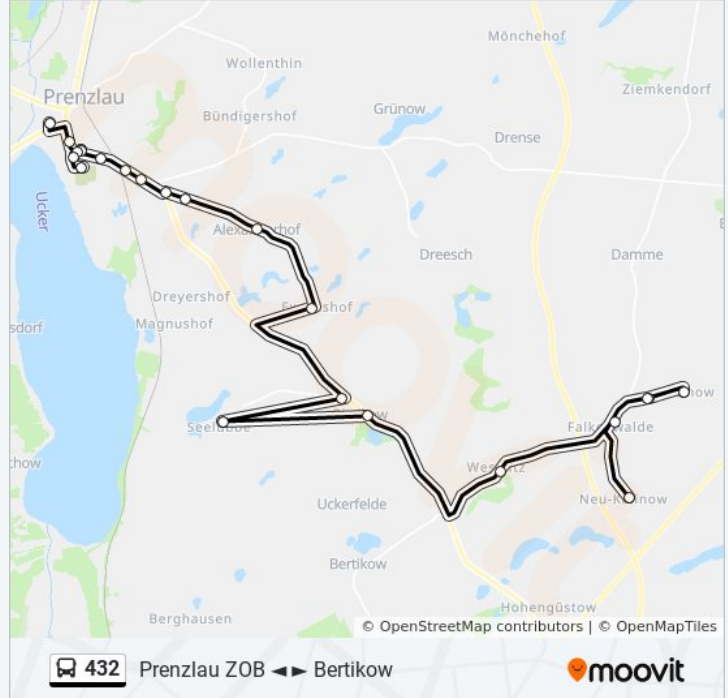 Mönchehof
Wollenthin
Ziemkendorf
Prenzlau
Grünow
Bündigershof
Drense
Ucker
Dreesch
Damme
Dreyershof
Magnushof
Seelübbe
Uckerfelde
Neu-K
Bertikow
Hohengüstow
Berghausen
© OpenStreetMap contributors | © OpenMapTiles
432 Prenzlau ZOB ◄► Bertikow
moovit